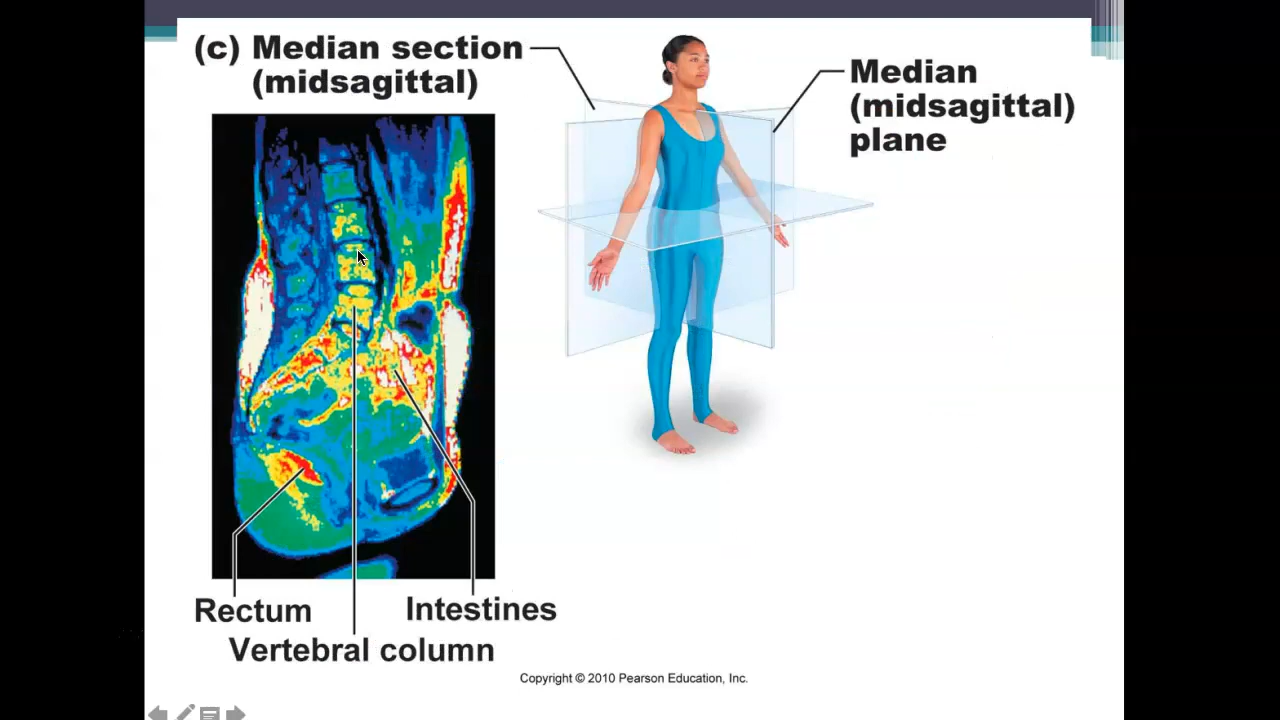 (c) Median section
(midsagittal)
Median
(midsagittal)
plane
Rectum
Intestines
Vertebral column
Copyright © 2010 Pearson Education, Inc.